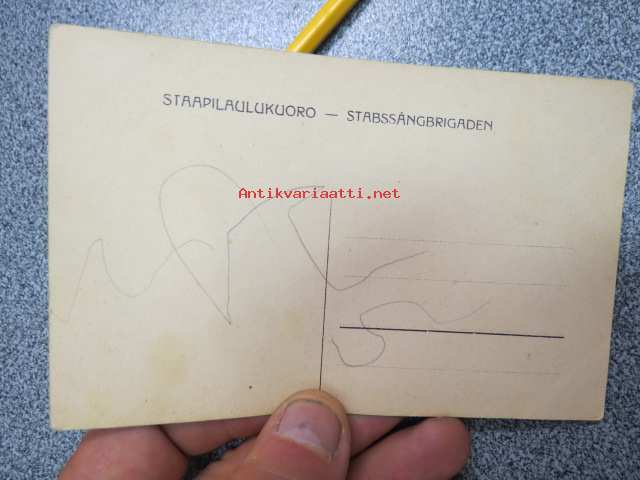 STAAPILAULUKUORO — STABSSÅNGBRIGADEN
Antikvariaatti.net